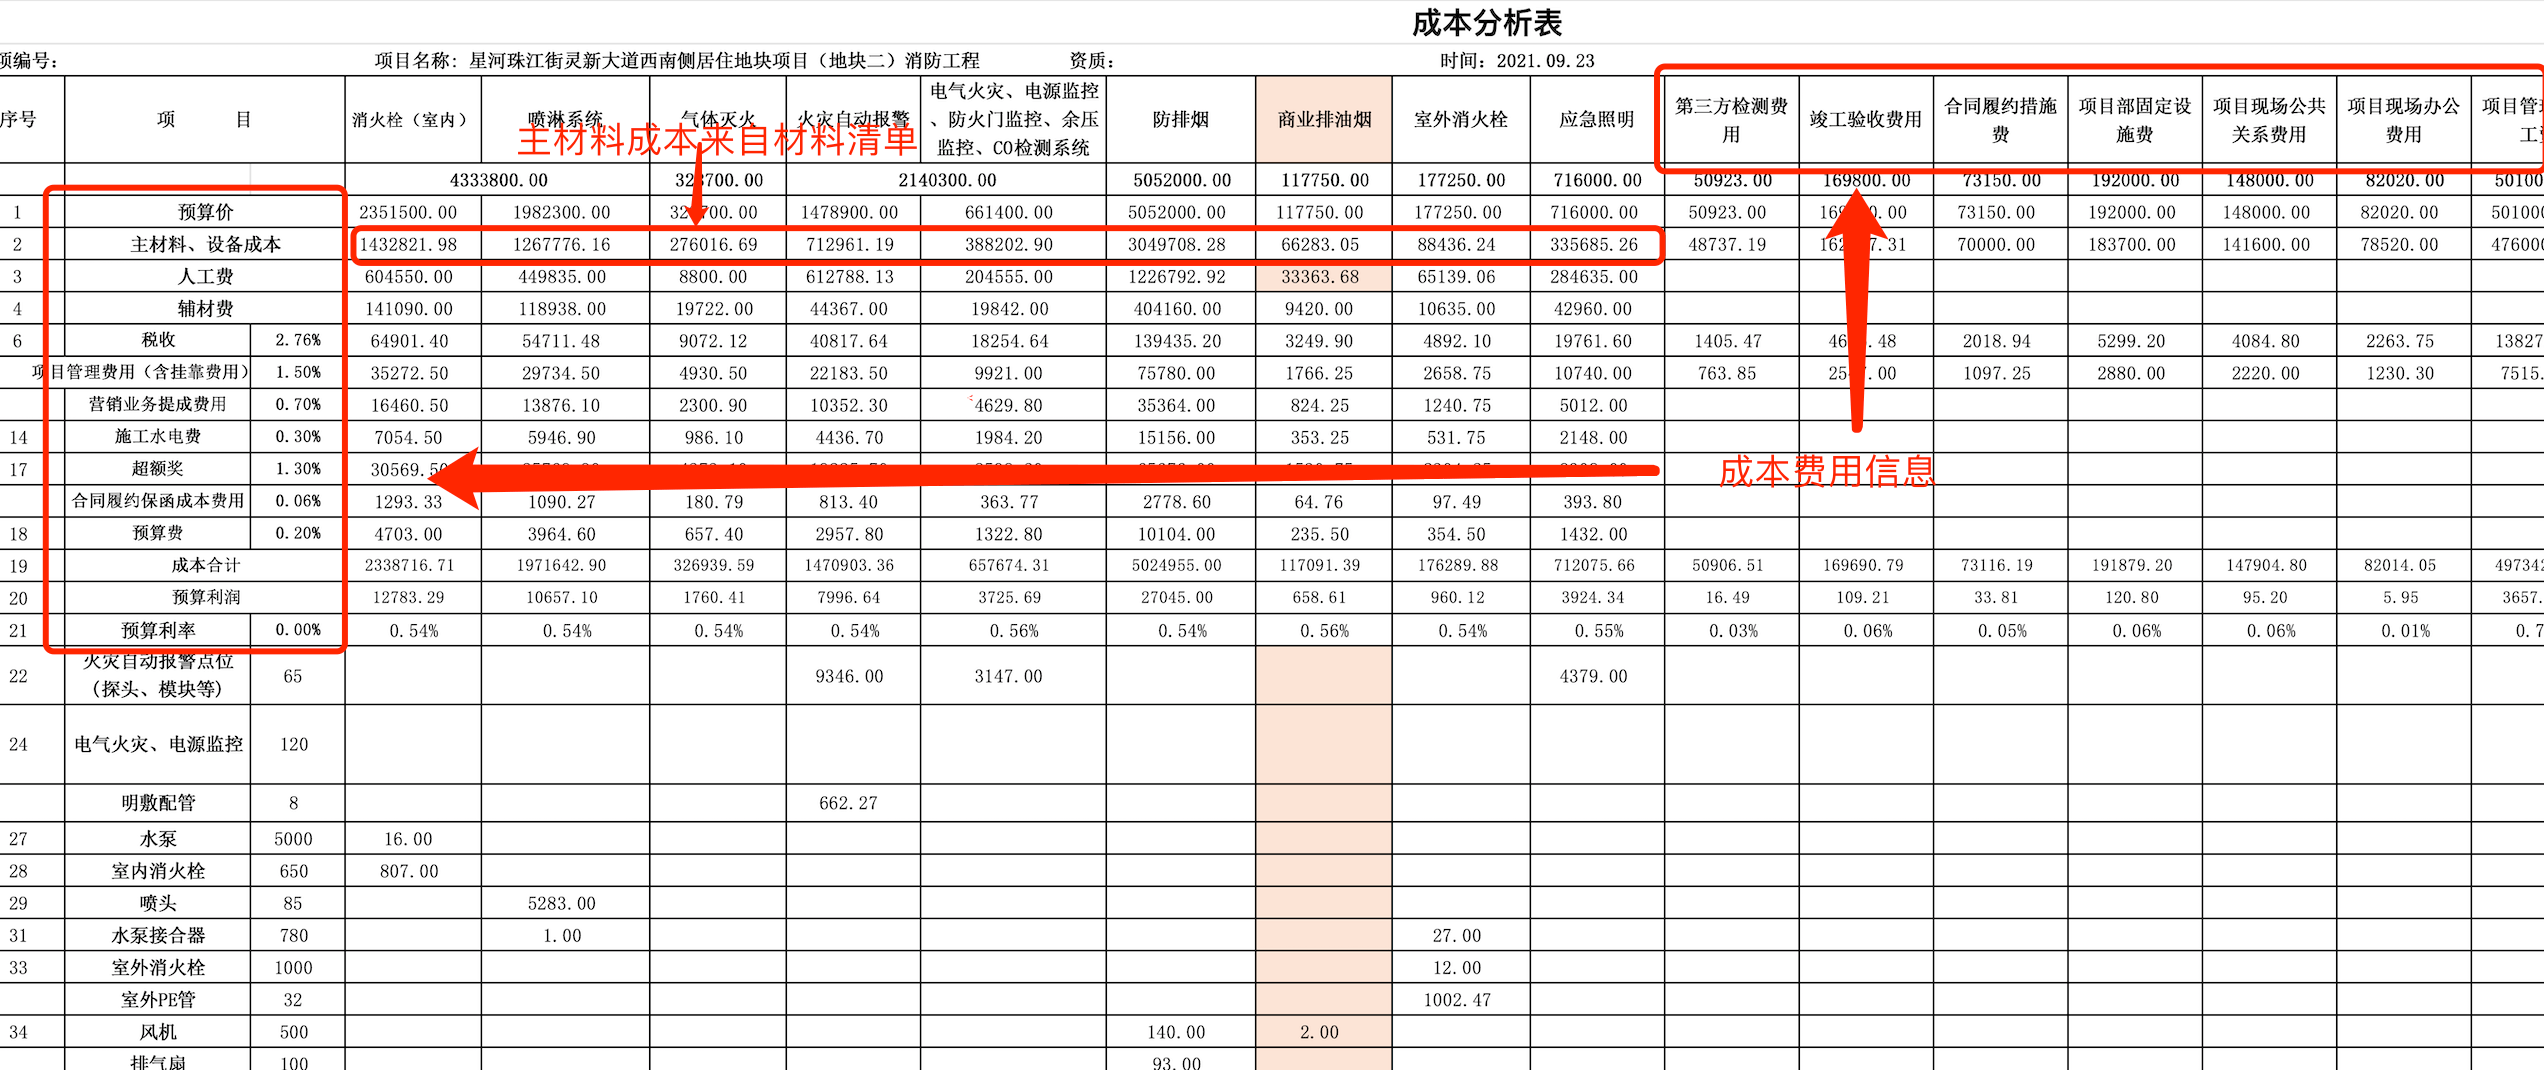 成本分析表
项编号： 项目名称：星河珠江街灵新大道西南侧居住地块项目（地块二）消防工程 资质： 时间：2021.09.23
序号 项 目 消火栓（室内） 喷淋系统 气体灭火 火灾自动报警 电气火灾、电源监控、防火门监控、余压监控、CO检测系统 防排烟 商业排油烟 室外消火栓 应急照明 第三方检测费用 竣工验收费用 合同履约措施费 项目部固定设施费 项目现场公共关系费用 项目现场办公费用 项目管 工
主材料成本来自材料清单
4333800.00 2140300.00 5052000.00 117750.00 177250.00 716000.00 50923.00 169800.00 73150.00 192000.00 148000.00 82020.00 50100
1 预算价 2351500.00 1982300.00 1478900.00 661400.00 5052000.00 117750.00 177250.00 716000.00 50923.00 73150.00 192000.00 148000.00 82020.00 501000
2 主材料、设备成本 1432821.98 1267776.16 276016.69 712961.19 388202.90 3049708.28 66283.05 88436.24 335685.26 48737.19 70000.00 183700.00 141600.00 78520.00 476000
3 人工费 604550.00 449835.00 8800.00 612788.13 204555.00 1226792.92 33363.68 65139.06 284635.00
4 辅材费 141090.00 118938.00 19722.00 44367.00 19842.00 404160.00 9420.00 10635.00 42960.00
6 税收 2.76% 64901.40 54711.48 9072.12 40817.64 18254.64 139435.20 3249.90 4892.10 19761.60 1405.47 2018.94 5299.20 4084.80 2263.75 13827
项目管理费用（含挂靠费用） 1.50% 35272.50 29734.50 4930.50 22183.50 9921.00 75780.00 1766.25 2658.75 10740.00 763.85 1097.25 2880.00 2220.00 1230.30 7515.
营销业务提成费用 0.70% 16460.50 13876.10 2300.90 10352.30 4629.80 35364.00 824.25 1240.75 5012.00
14 施工水电费 0.30% 7054.50 5946.90 986.10 4436.70 1984.20 15156.00 353.25 531.75 2148.00
17 超额奖 1.30% 30569.50
成本费用信息
合同履约保函成本费用 0.06% 1293.33 1090.27 180.79 813.40 363.77 2778.60 64.76 97.49 393.80
18 预算费 0.20% 4703.00 3964.60 657.40 2957.80 1322.80 10104.00 235.50 354.50 1432.00
19 成本合计 2338716.71 1971642.90 326939.59 1470903.36 657674.31 5024955.00 117091.39 176289.88 712075.66 50906.51 169690.79 73116.19 191879.20 147904.80 82014.05 497342
20 预算利润 12783.29 10657.10 1760.41 7996.64 3725.69 27045.00 658.61 960.12 3924.34 16.49 109.21 33.81 120.80 95.20 5.95 3657.
21 预算利率 0.00% 0.54% 0.54% 0.54% 0.54% 0.56% 0.54% 0.56% 0.54% 0.55% 0.03% 0.06% 0.05% 0.06% 0.06% 0.01% 0.7
22 火灾自动报警点位（探头、模块等） 65 9346.00 3147.00 4379.00
24 电气火灾、电源监控 120
明敷配管 8 662.27
27 水泵 5000 16.00
28 室内消火栓 650 807.00
29 喷头 85 5283.00
31 水泵接合器 780 1.00 27.00
33 室外消火栓 1000 12.00
室外PE管 32 1002.47
34 风机 500 140.00 2.00
排气扇 100 93.00